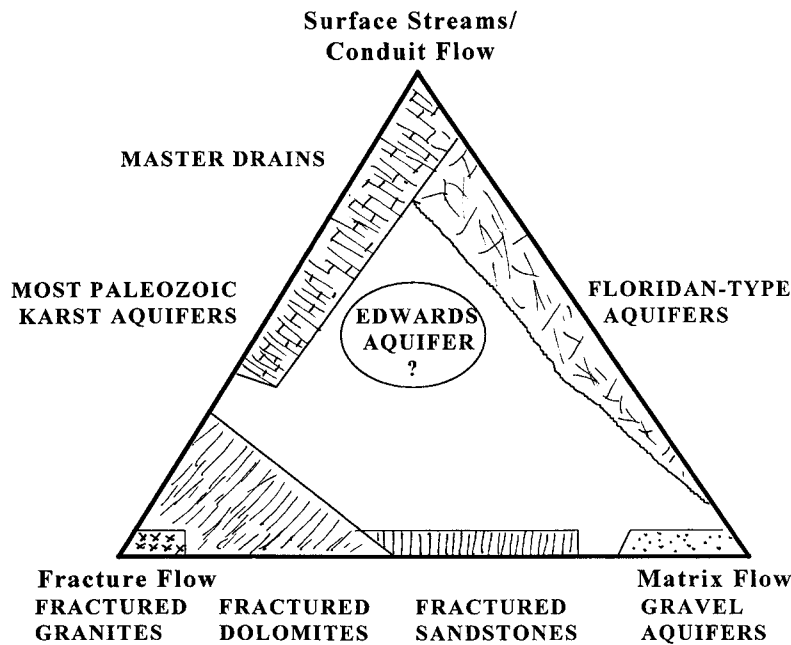 Surface Streams/
Conduit Flow
MASTER DRAINS
MOST PALEOZOIC
KARST AQUIFERS
EDWARDS
AQUIFER
?
FLORIDAN-TYPE
AQUIFERS
Fracture Flow
FRACTURED
GRANITES
FRACTURED
DOLOMITES
FRACTURED
SANDSTONES
Matrix Flow
GRAVEL
AQUIFERS